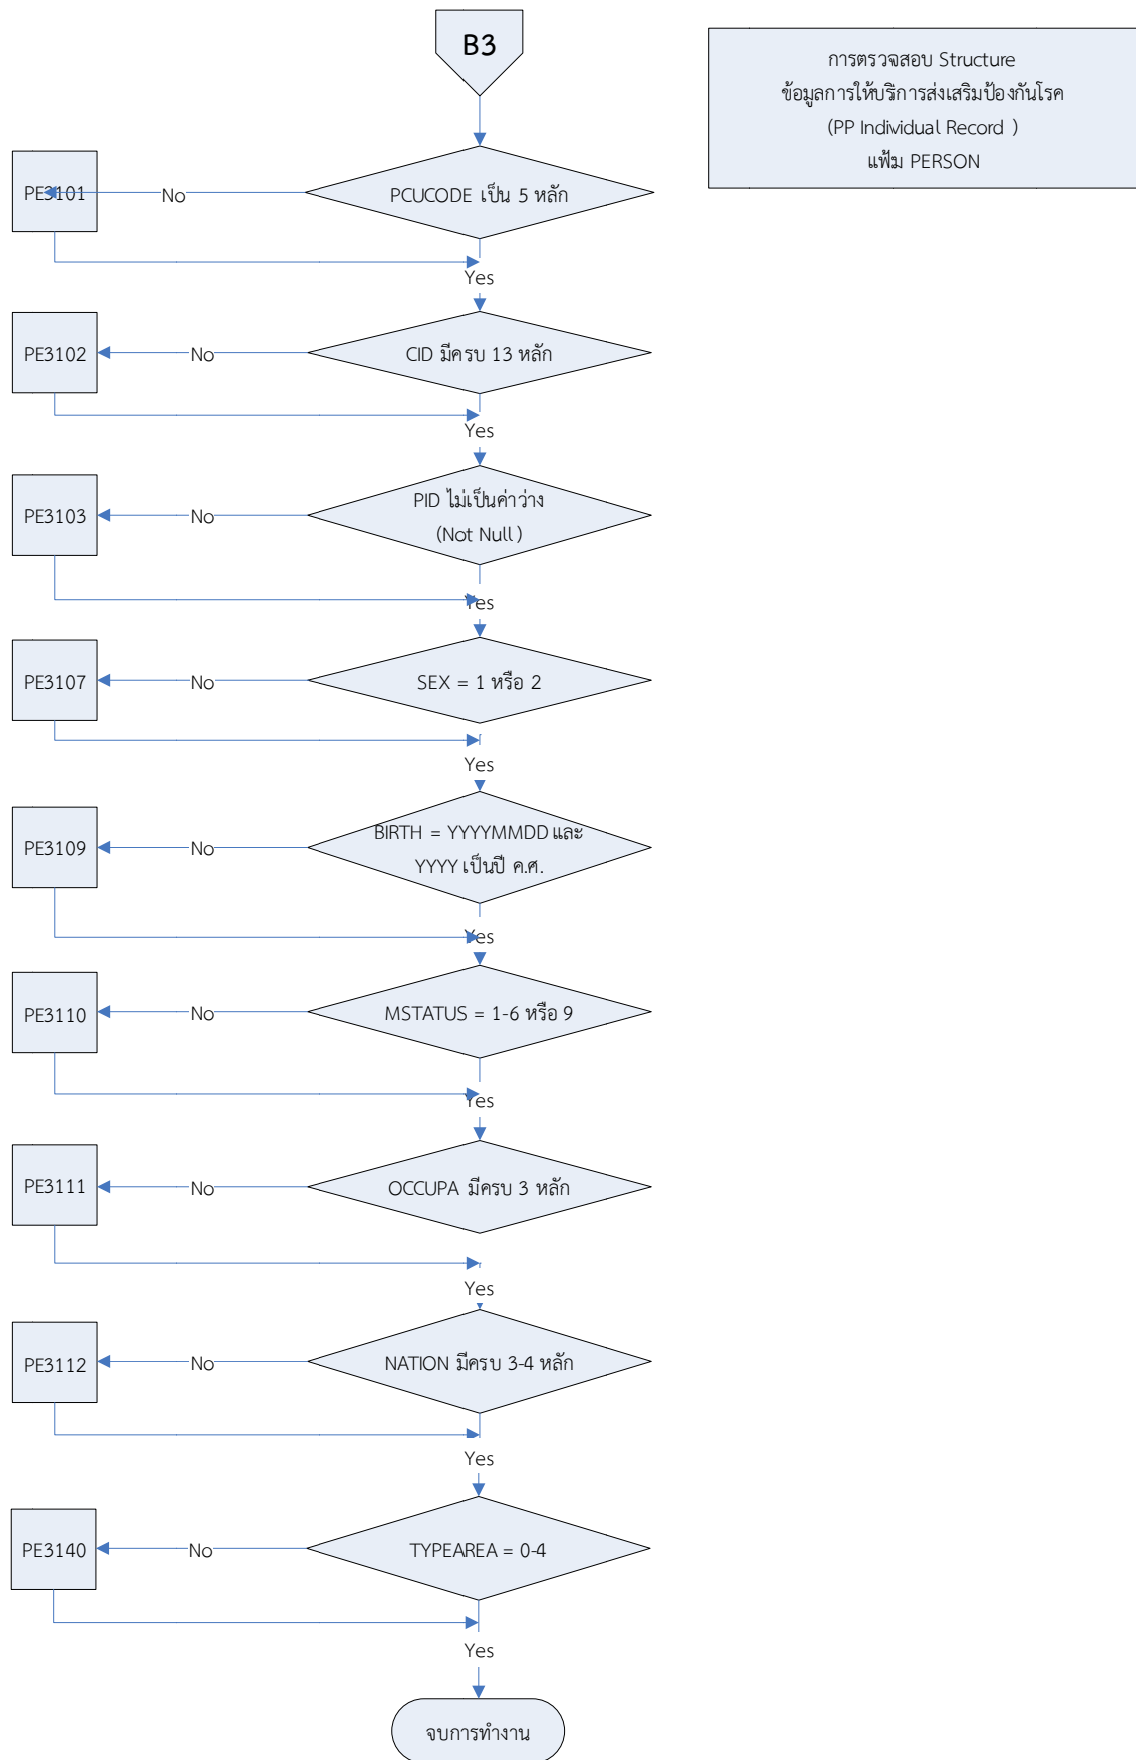 B3
การตรวจสอบ Structure
ข้อมูลการให้บริการส่งเสริมป้องกันโรค
(PP Individual Record )
แฟ้ม PERSON
PE3101
No
PCUCODE เป็น 5 หลัก
Yes
PE3102
No
CID มีครบ 13 หลัก
Yes
PE3103
No
PID ไม่เป็นค่าว่าง
(Not Null)
Yes
PE3107
No
SEX = 1 หรือ 2
Yes
PE3109
No
BIRTH = YYYYMMDD และ
YYYY เป็นปี ค.ศ.
Yes
PE3110
No
MSTATUS = 1-6 หรือ 9
Yes
PE3111
No
OCCUPA มีครบ 3 หลัก
Yes
PE3112
No
NATION มีครบ 3-4 หลัก
Yes
PE3140
No
TYPEAREA = 0-4
Yes
จบการทำงาน